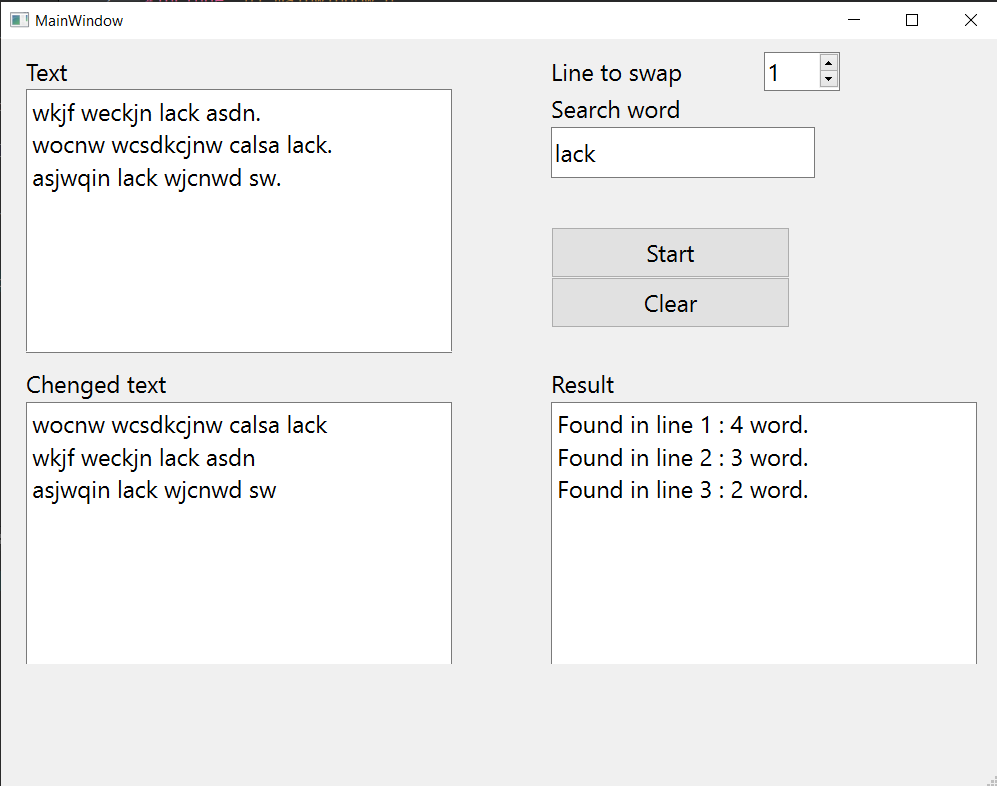 MainWindow
Text
wkjf weckjn lack asdn.
wocnw wcsdkcjnw calsa lack.
asjwqin lack wjcnwd sw.
Line to swap
1
Search word
lack
Start
Clear
Chenged text
wocnw wcsdkcjnw calsa lack
wkjf weckjn lack asdn
asjwqin lack wjcnwd sw
Result
Found in line 1 : 4 word.
Found in line 2 : 3 word.
Found in line 3 : 2 word.